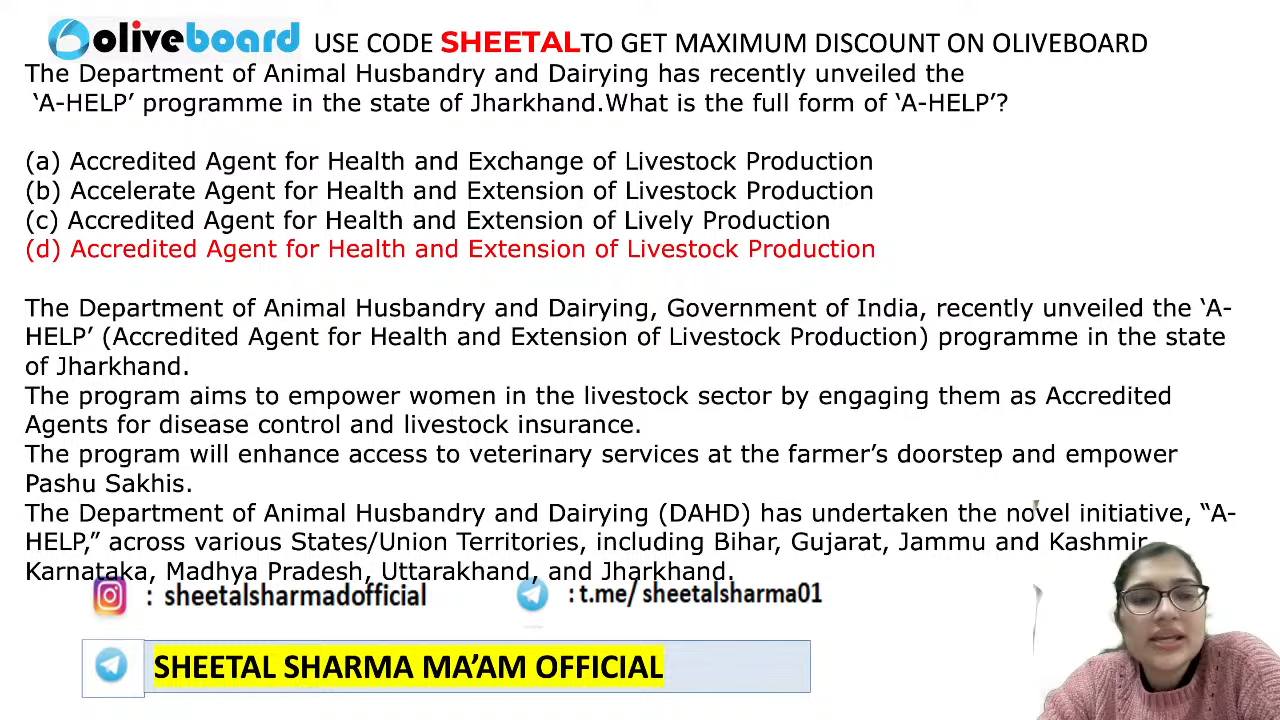 oliveboard USE CODE SHEETAL TO GET MAXIMUM DISCOUNT ON OLIVEBOARD
The Department of Animal Husbandry and Dairying has recently unveiled the
‘A-HELP’ programme in the state of Jharkhand.What is the full form of ‘A-HELP’?
(a) Accredited Agent for Health and Exchange of Livestock Production
(b) Accelerate Agent for Health and Extension of Livestock Production
(c) Accredited Agent for Health and Extension of Lively Production
(d) Accredited Agent for Health and Extension of Livestock Production
The Department of Animal Husbandry and Dairying, Government of India, recently unveiled the ‘A-
HELP’ (Accredited Agent for Health and Extension of Livestock Production) programme in the state
of Jharkhand.
The program aims to empower women in the livestock sector by engaging them as Accredited
Agents for disease control and livestock insurance.
The program will enhance access to veterinary services at the farmer’s doorstep and empower
Pashu Sakhis.
The Department of Animal Husbandry and Dairying (DAHD) has undertaken the novel initiative, “A-
HELP,” across various States/Union Territories, including Bihar, Gujarat, Jammu and Kashmir
Karnataka, Madhya Pradesh, Uttarakhand, and Jharkhand.
: sheetalsharmadofficial : t.me/ sheetalsharma01
SHEETAL SHARMA MA’AM OFFICIAL